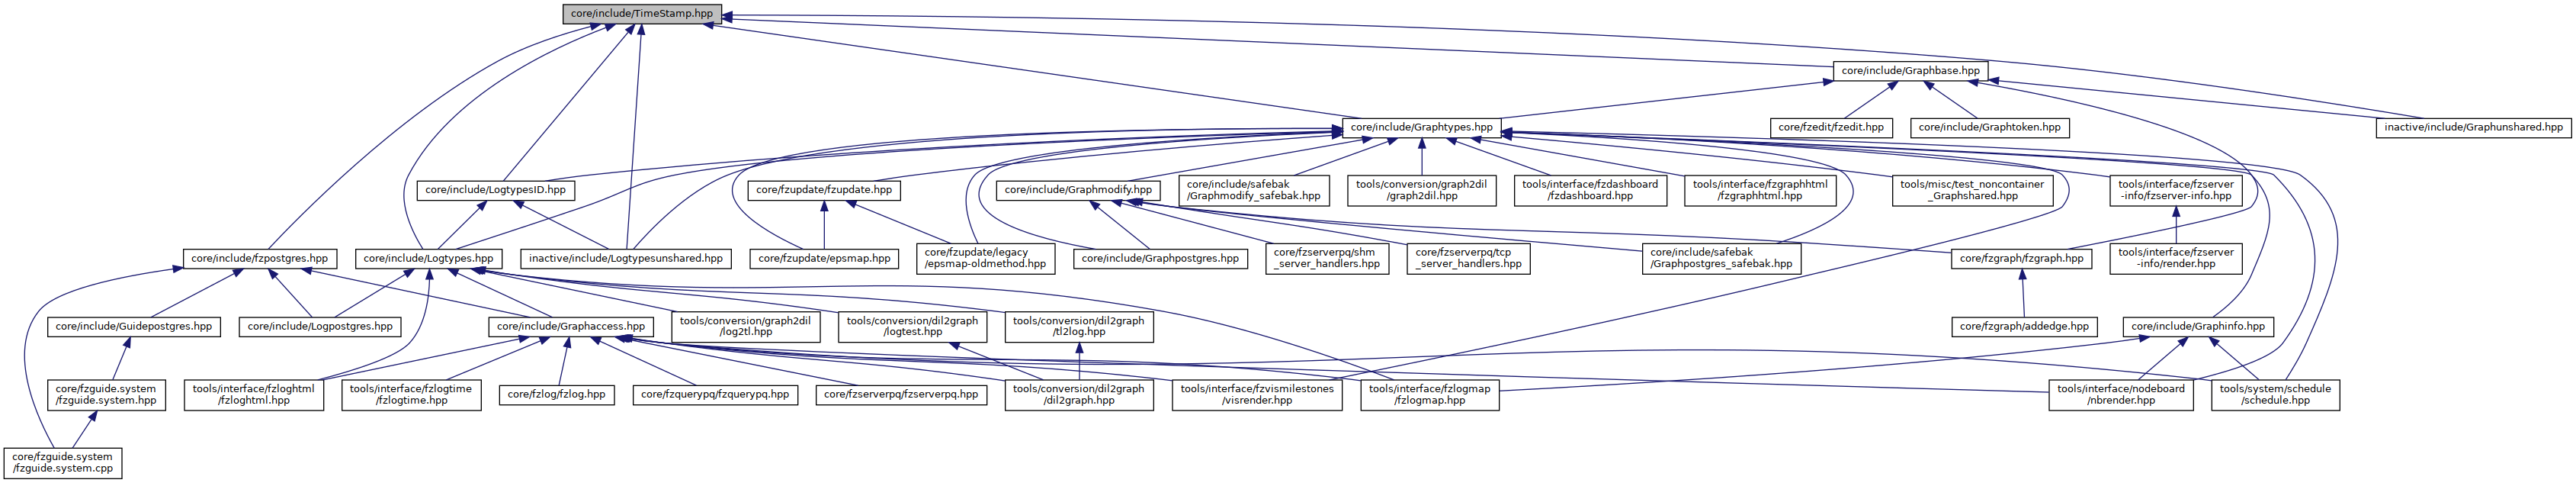 core/include/TimeStamp.hpp
core/include/Graphbase.hpp
core/include/Graphtypes.hpp
core/fzedit/fzedit.hpp
core/include/Graphtoken.hpp
inactive/include/Graphunshared.hpp
core/include/LogtypesID.hpp
core/fzupdate/fzupdate.hpp
core/include/Graphmodify.hpp
core/include/safebak
/Graphmodify_safebak.hpp
tools/conversion/graph2dil
/graph2dil.hpp
tools/interface/fzdashboard
/fzdashboard.hpp
tools/interface/fzgraphhtml
/fzgraphhtml.hpp
tools/misc/test_noncontainer
_Graphshared.hpp
tools/interface/fzserver
-info/fzserver-info.hpp
core/include/fzpostgres.hpp
core/include/Logtypes.hpp
inactive/include/Logtypesunshared.hpp
core/fzupdate/epsmap.hpp
core/fzupdate/legacy
/epsmap-oldmethod.hpp
core/include/Graphpostgres.hpp
core/fzserverpq/shm
_server_handlers.hpp
core/fzserverpq/tcp
_server_handlers.hpp
core/include/safebak
/Graphpostgres_safebak.hpp
core/fzgraph/fzgraph.hpp
tools/interface/fzserver
-info/render.hpp
core/include/Guidepostgres.hpp
core/include/Logpostgres.hpp
core/include/Graphaccess.hpp
tools/conversion/graph2dil
/log2tl.hpp
tools/conversion/dil2graph
/logtest.hpp
tools/conversion/dil2graph
/tl2log.hpp
core/fzgraph/addedge.hpp
core/include/Graphinfo.hpp
core/fzguide.system
/fzguide.system.hpp
tools/interface/fzloghtml
/fzloghtml.hpp
tools/interface/fzlogtime
/fzlogtime.hpp
core/fzlog/fzlog.hpp
core/fzquerypq/fzquerypq.hpp
core/fzserverpq/fzserverpq.hpp
tools/conversion/dil2graph
/dil2graph.hpp
tools/interface/fzvismilestones
/visrender.hpp
tools/interface/fzlogmap
/fzlogmap.hpp
tools/interface/nodeboard
/nbrender.hpp
tools/system/schedule
/schedule.hpp
core/fzguide.system
/fzguide.system.cpp